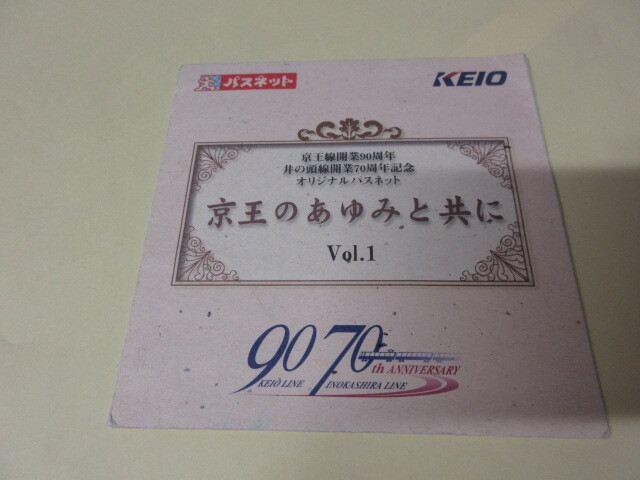 パスネット
KEIO
京王線開業90周年
井の頭線開業70周年記念
オリジナルパスネット
京王のあゆみと共に
Vol.1
90 70th ANNIVERSARY
KEIO LINE INOKASHIRA LINE